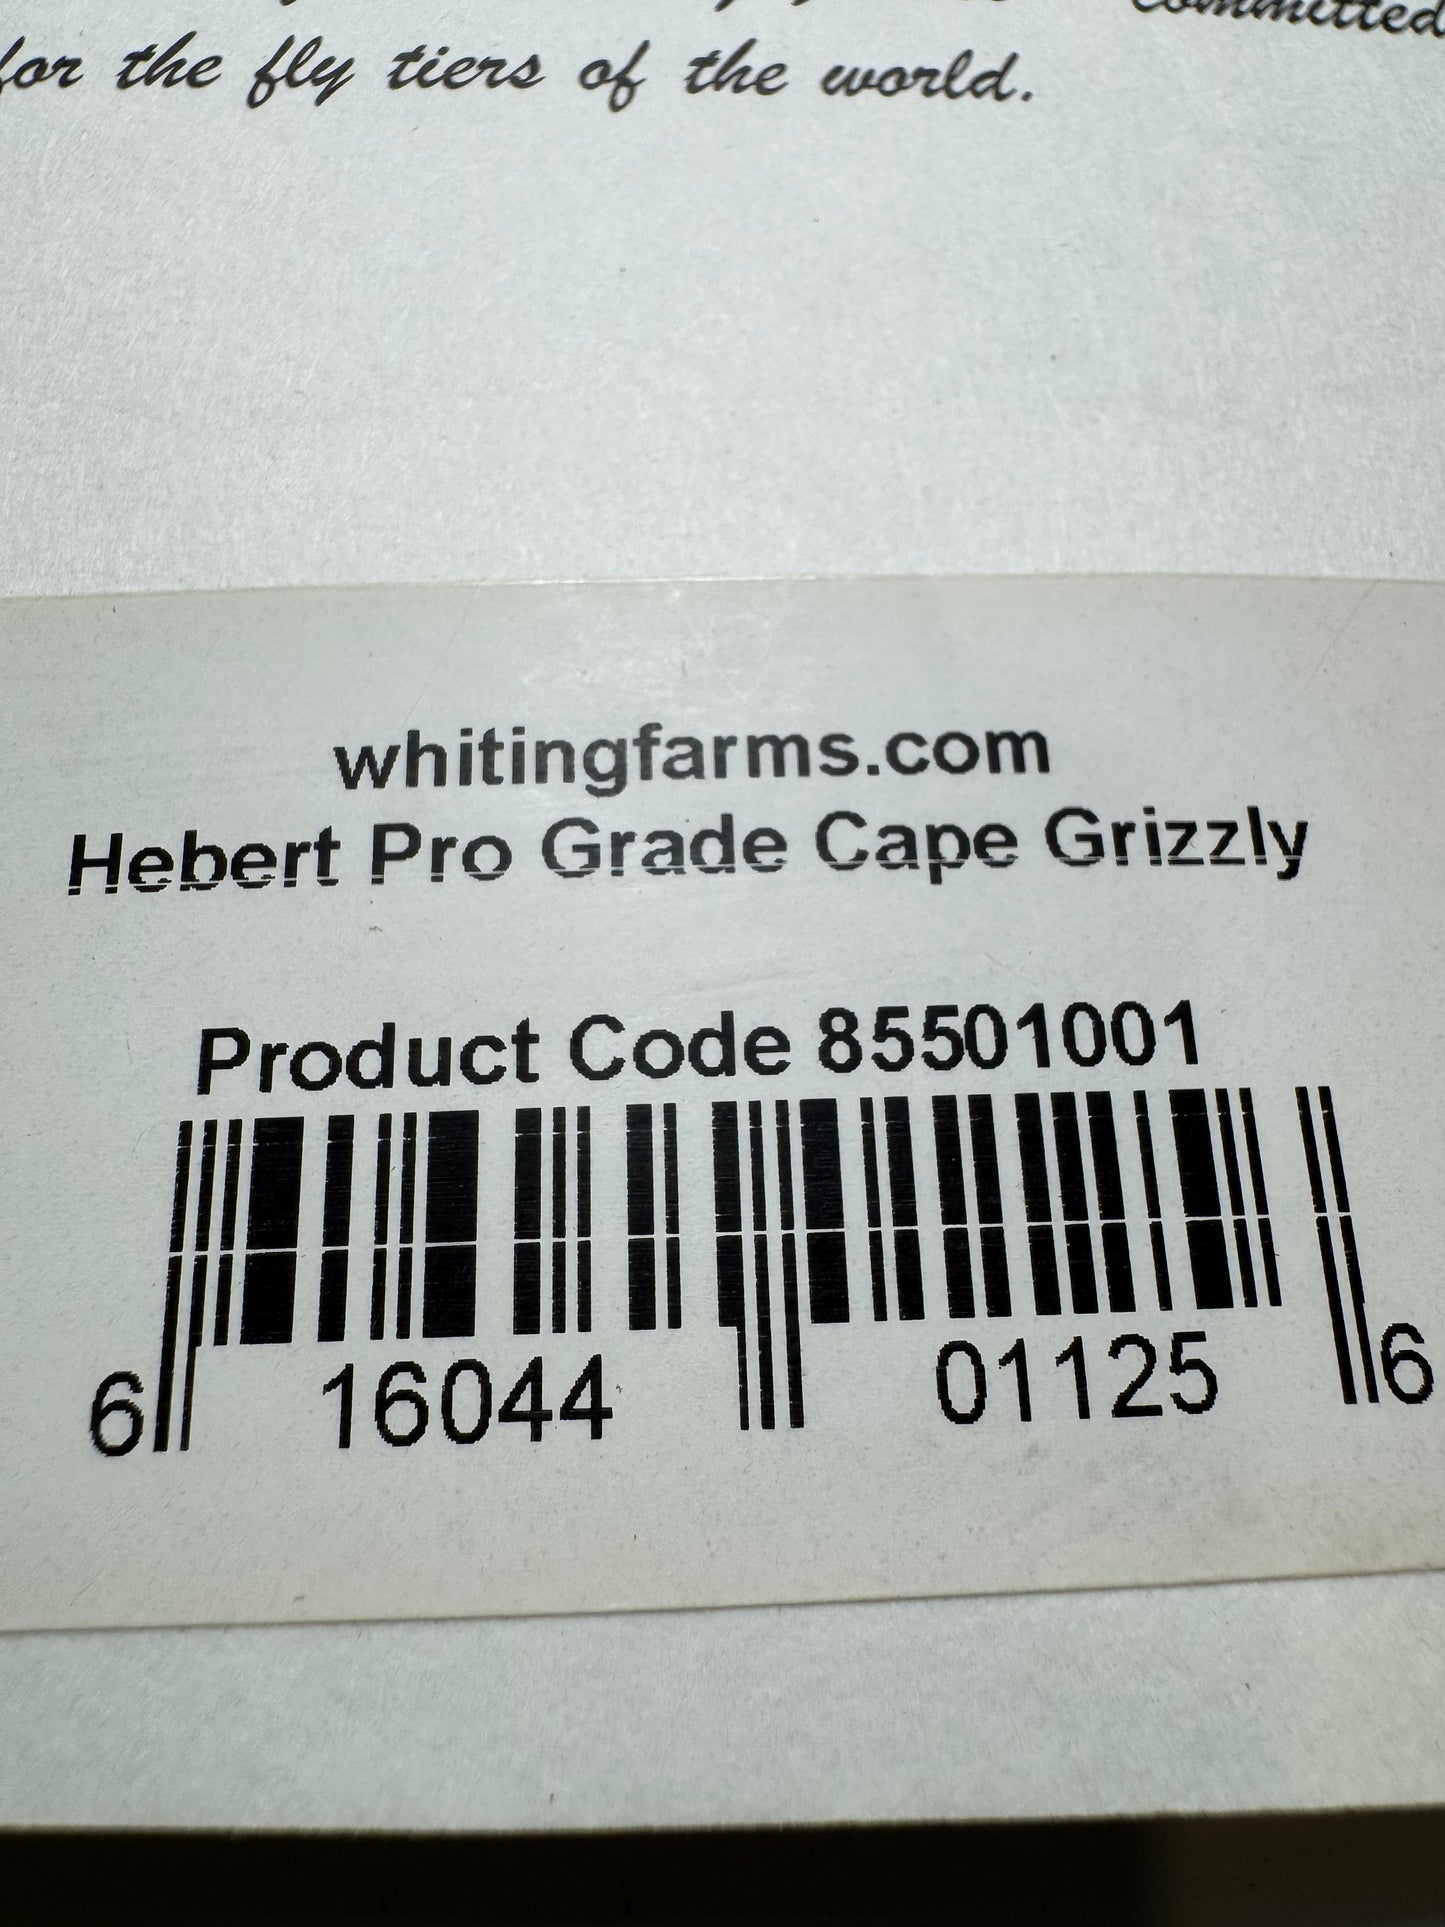 committed
for the fly tiers of the world.
whitingfarms.com
Hebert Pro Grade Cape Grizzly
Product Code 85501001
6 16044 01125 6